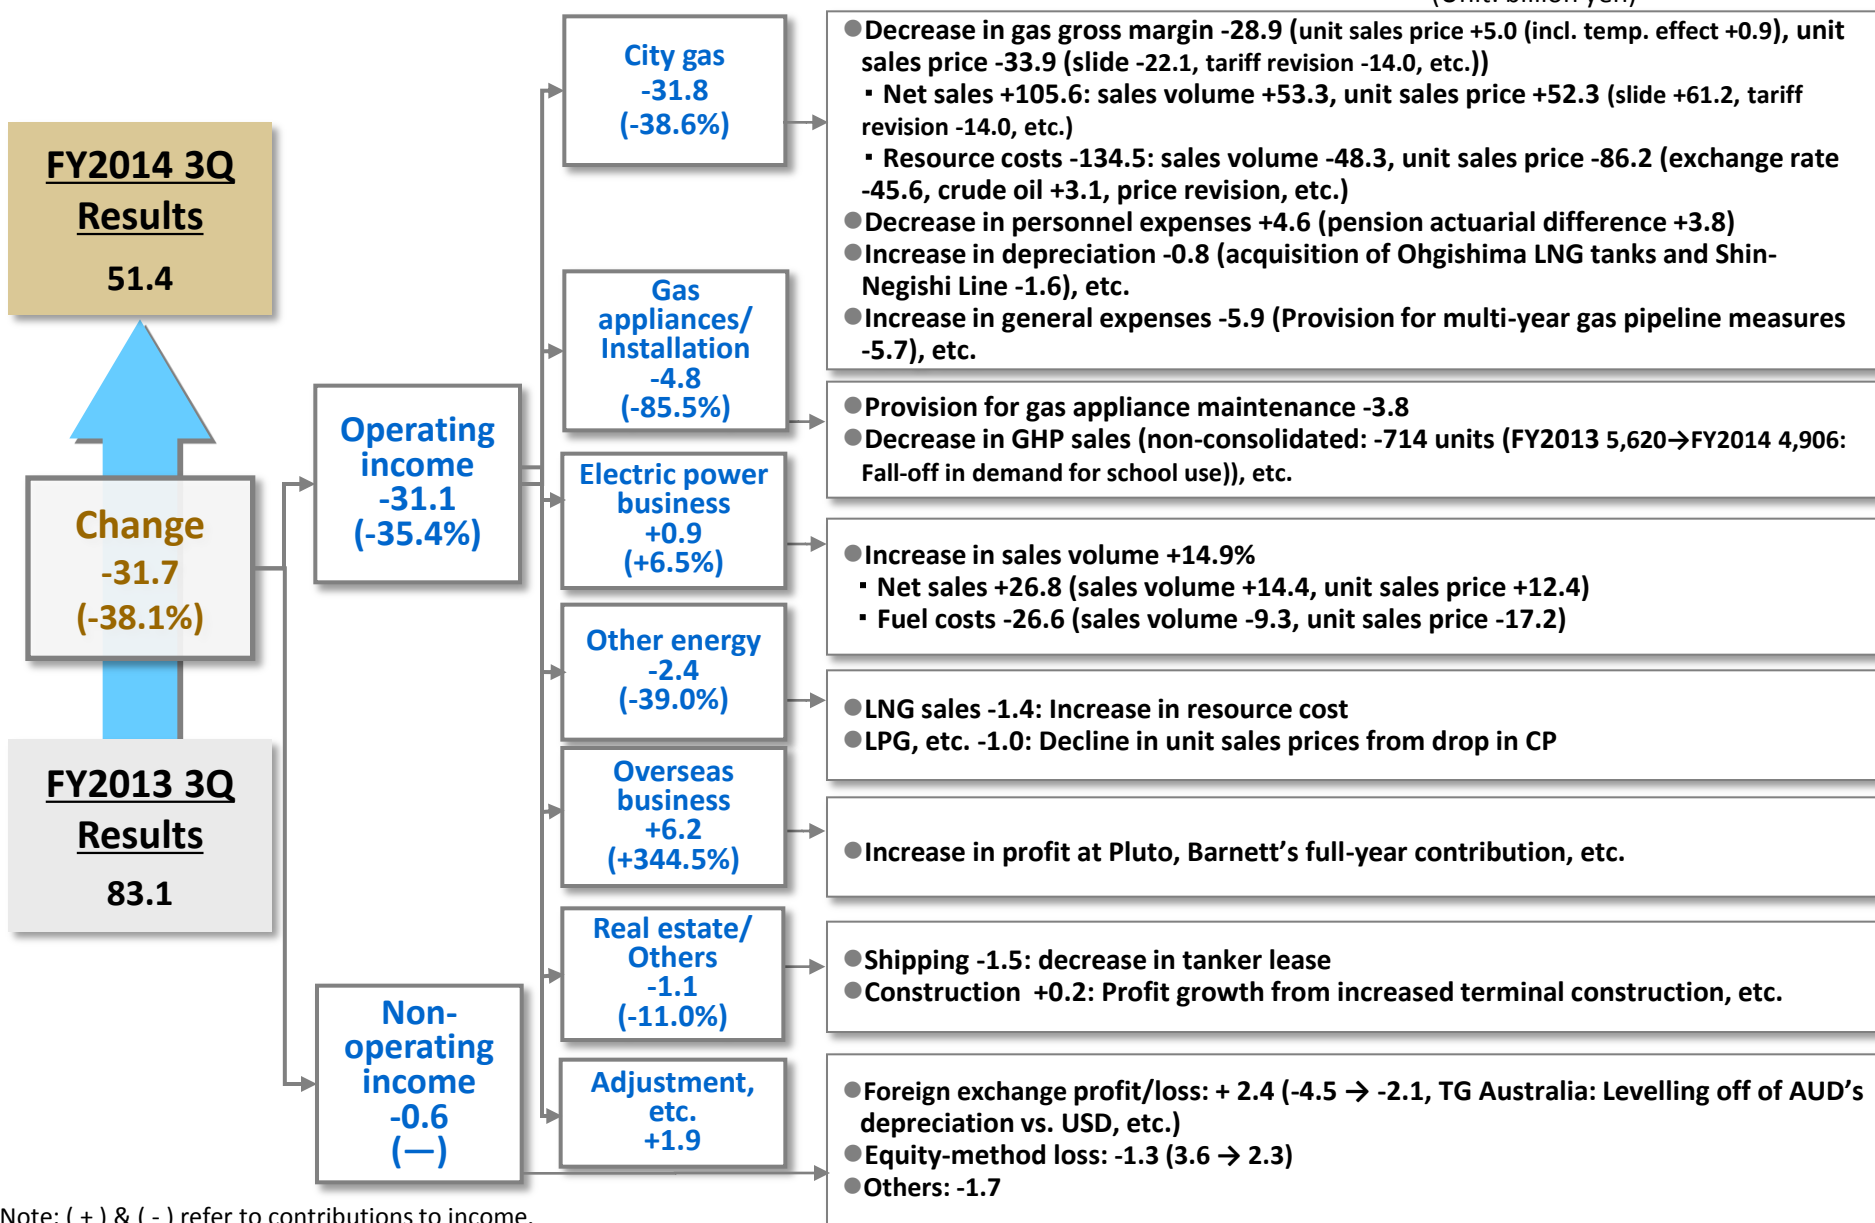 (Unit: billion yen)
FY2014 3Q
Results
51.4
Change
-31.7
(-38.1%)
FY2013 3Q
Results
83.1
Operating
income
-31.1
(-35.4%)
Non-
operating
income
-0.6
(—)
City gas
-31.8
(-38.6%)
Gas
appliances/
Installation
-4.8
(-85.5%)
Electric power
business
+0.9
(+6.5%)
Other energy
-2.4
(-39.0%)
Overseas
business
+6.2
(+344.5%)
Real estate/
Others
-1.1
(-11.0%)
Adjustment,
etc.
+1.9
●Decrease in gas gross margin -28.9 (unit sales price +5.0 (incl. temp. effect +0.9), unit
sales price -33.9 (slide -22.1, tariff revision -14.0, etc.))
・Net sales +105.6: sales volume +53.3, unit sales price +52.3 (slide +61.2, tariff
revision -14.0, etc.)
・Resource costs -134.5: sales volume -48.3, unit sales price -86.2 (exchange rate
-45.6, crude oil +3.1, price revision, etc.)
●Decrease in personnel expenses +4.6 (pension actuarial difference +3.8)
●Increase in depreciation -0.8 (acquisition of Ohgishima LNG tanks and Shin-
Negishi Line -1.6), etc.
●Increase in general expenses -5.9 (Provision for multi-year gas pipeline measures
-5.7), etc.
●Provision for gas appliance maintenance -3.8
●Decrease in GHP sales (non-consolidated: -714 units (FY2013 5,620→FY2014 4,906:
Fall-off in demand for school use)), etc.
●Increase in sales volume +14.9%
・Net sales +26.8 (sales volume +14.4, unit sales price +12.4)
・Fuel costs -26.6 (sales volume -9.3, unit sales price -17.2)
●LNG sales -1.4: Increase in resource cost
●LPG, etc. -1.0: Decline in unit sales prices from drop in CP
●Increase in profit at Pluto, Barnett's full-year contribution, etc.
●Shipping -1.5: decrease in tanker lease
●Construction +0.2: Profit growth from increased terminal construction, etc.
●Foreign exchange profit/loss: + 2.4 (-4.5 → -2.1, TG Australia: Levelling off of AUD's
depreciation vs. USD, etc.)
●Equity-method loss: -1.3 (3.6 → 2.3)
●Others: -1.7
Note: ( + ) & ( - ) refer to contributions to income.